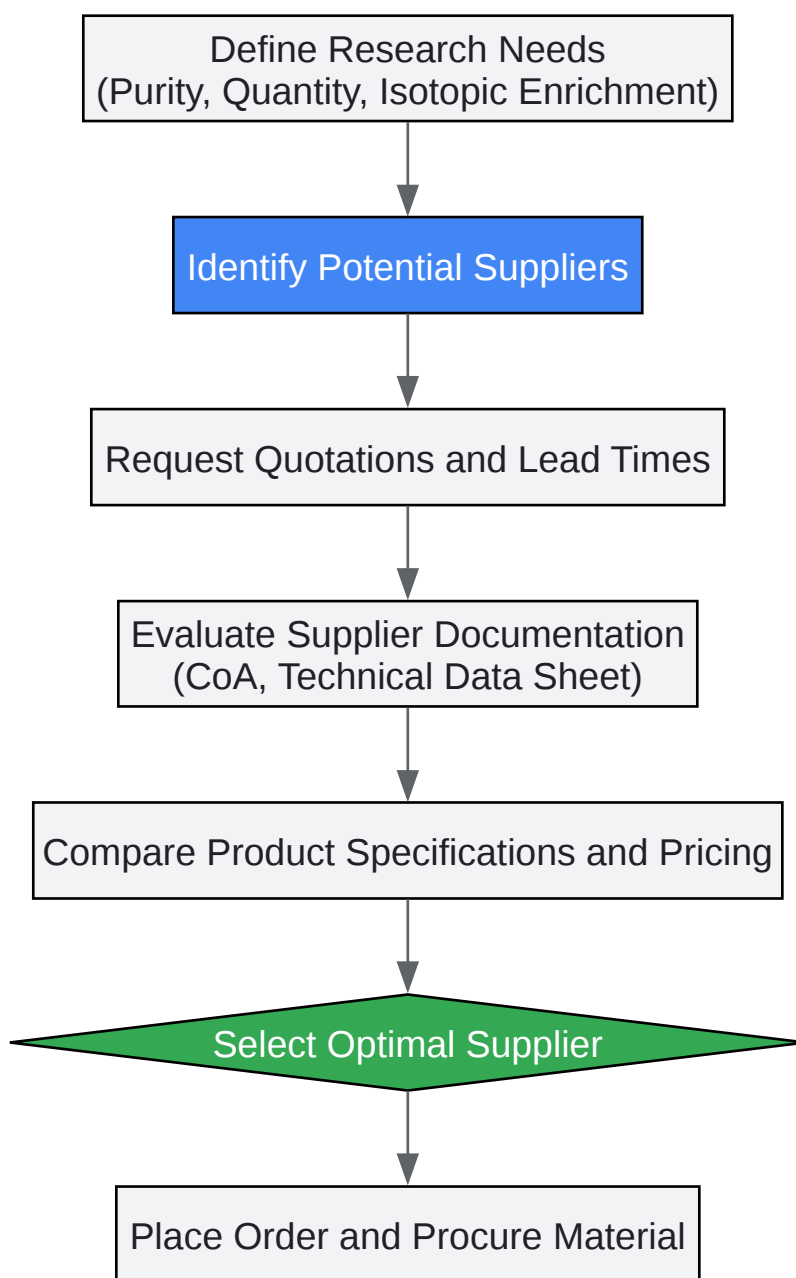 Define Research Needs
(Purity, Quantity, Isotopic Enrichment)
Identify Potential Suppliers
Request Quotations and Lead Times
Evaluate Supplier Documentation
(CoA, Technical Data Sheet)
Compare Product Specifications and Pricing
Select Optimal Supplier
Place Order and Procure Material